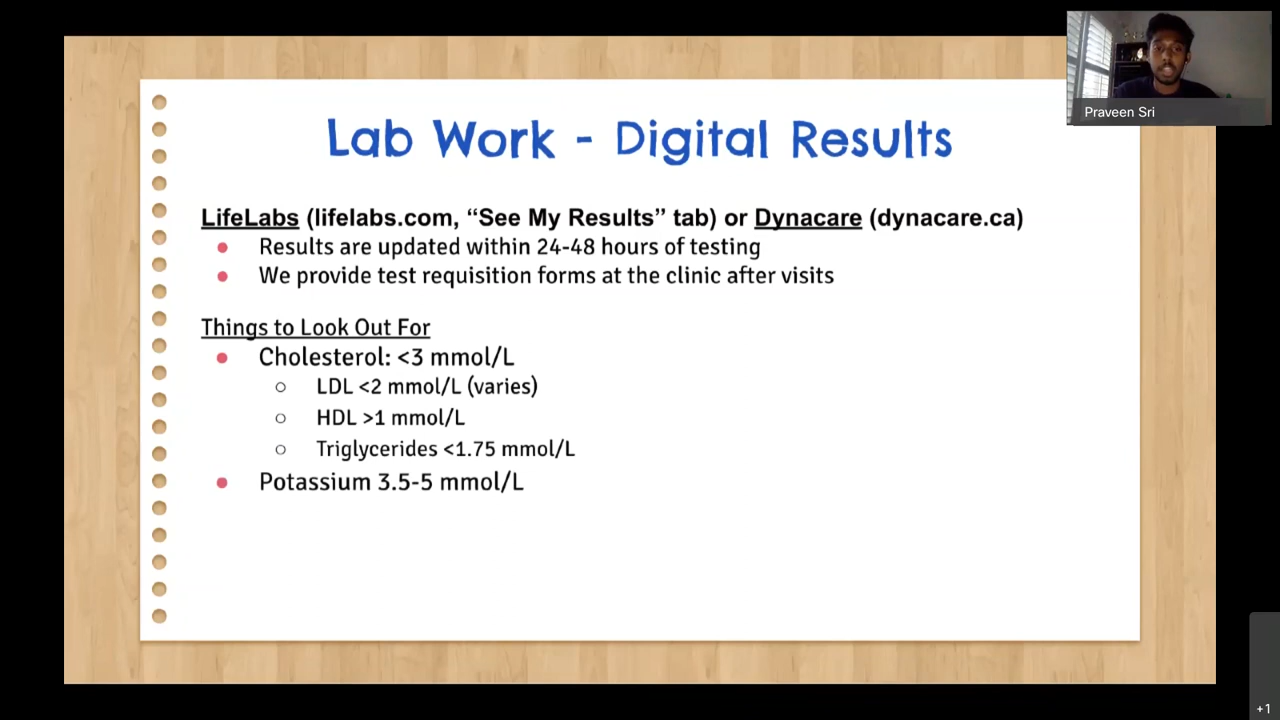 Praveen Sri
Lab Work - Digital Results
LifeLabs (lifelabs.com, “See My Results” tab) or Dynacare (dynacare.ca)
● Results are updated within 24-48 hours of testing
● We provide test requisition forms at the clinic after visits
Things to Look Out For
● Cholesterol: <3 mmol/L
○ LDL <2 mmol/L (varies)
○ HDL >1 mmol/L
○ Triglycerides <1.75 mmol/L
● Potassium 3.5-5 mmol/L
+1